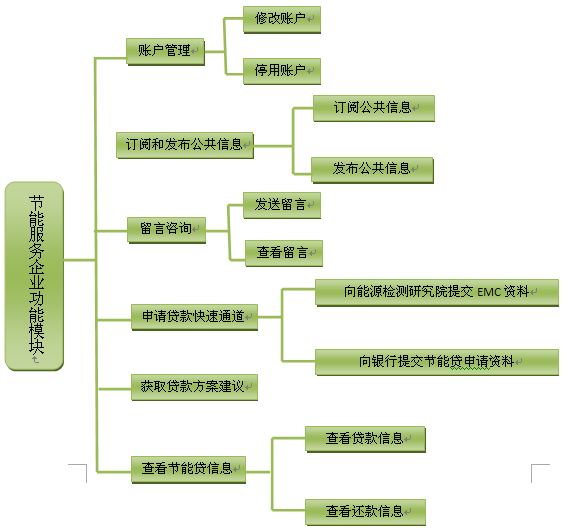 节能服务企业功能模块
账户管理
修改账户
停用账户
订阅和发布公共信息
订阅公共信息
发布公共信息
留言咨询
发送留言
查看留言
申请贷款快速通道
向能源检测研究院提交 EMC 资料
向银行提交节能贷申请资料
获取贷款方案建议
查看节能贷信息
查看贷款信息
查看还款信息